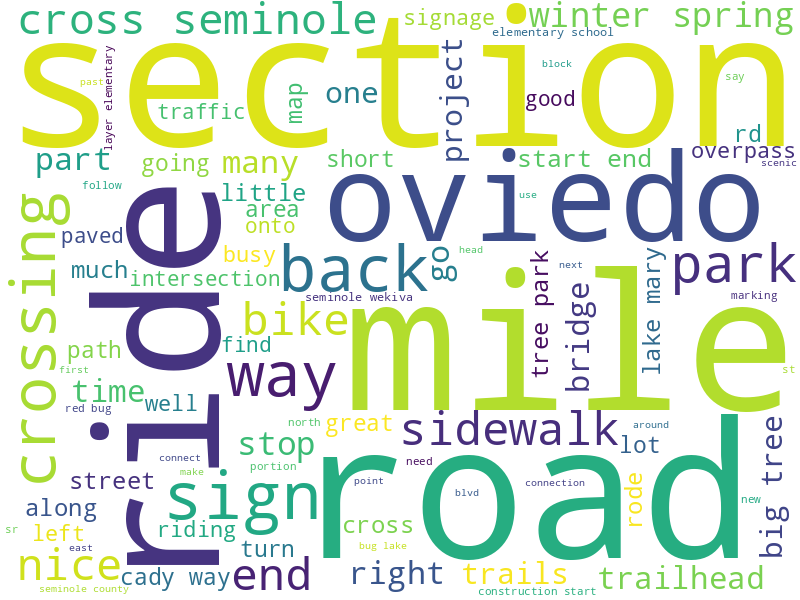 cross seminole
signage
winter spring
elementary school
section
past
layer elementary
block
say
traffic
map
one
project
good
rd
part
going
many
short
start end
overpass
scenic
follow
little
area
onto
use
oviedo
crossing
ride
paved
busy
back
go
head
park
much
intersection
seminole wekiva
tree park
next
bridge
lake mary
marking
bike
mile
path
find
way
first
time
st
red bug
well
north
great
sidewalk
around
lot
big tree
stop
connect
portion
make
need
road
street
sign
point
blvd
connection
rode
new
along
sr
left
riding
cross
east
turn
bug lake
nice
cady way
end
right
trails
trailhead
seminole county
construction start